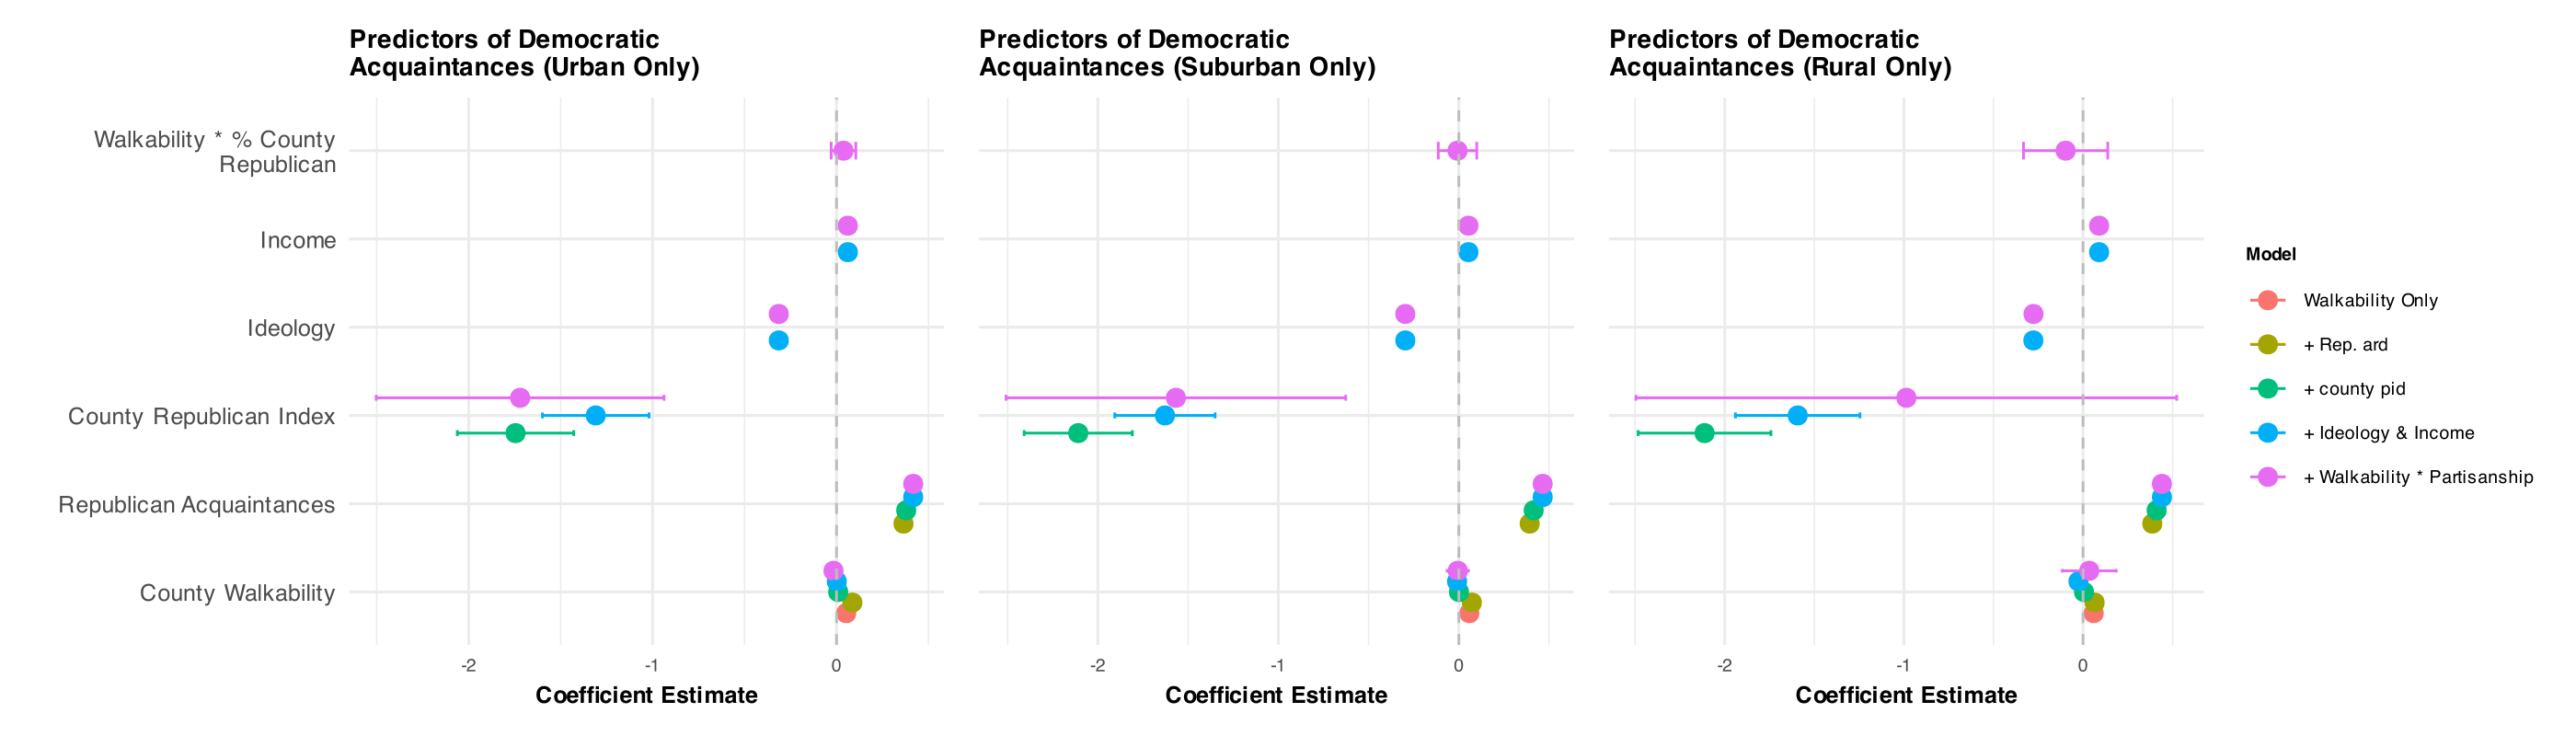 Predictors of Democratic
Acquaintances (Urban Only)
Predictors of Democratic
Acquaintances (Suburban Only)
Predictors of Democratic
Acquaintances (Rural Only)
Walkability * % County
Republican
Income
Ideology
County Republican Index
Republican Acquaintances
County Walkability
-2 -1 0
-2 -1 0
-2 -1 0
Coefficient Estimate
Coefficient Estimate
Coefficient Estimate
Model
Walkability Only
+ Rep. ard
+ county pid
+ Ideology & Income
+ Walkability * Partisanship